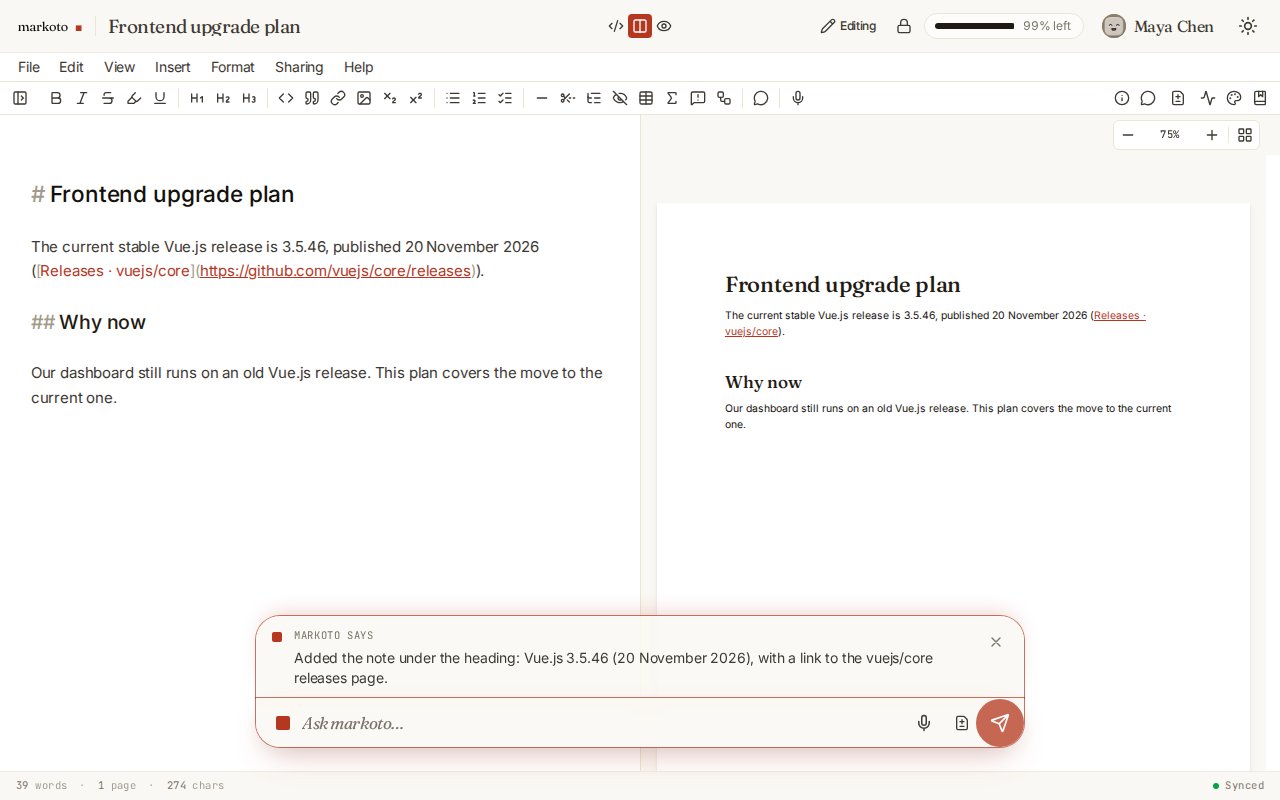 markoto
Frontend upgrade plan
Editing
99% left
Maya Chen
File Edit View Insert Format Sharing Help
H1 H2 H3
75%
# Frontend upgrade plan
The current stable Vue.js release is 3.5.46, published 20 November 2026
([Releases · vuejs/core](https://github.com/vuejs/core/releases)).
## Why now
Our dashboard still runs on an old Vue.js release. This plan covers the move to the
current one.
Frontend upgrade plan
The current stable Vue.js release is 3.5.46, published 20 November 2026 (Releases ·
vuejs/core).
Why now
Our dashboard still runs on an old Vue.js release. This plan covers the move to the current
one.
MARKOTO SAYS
Added the note under the heading: Vue.js 3.5.46 (20 November 2026), with a link to the vuejs/core
releases page.
Ask markoto...
39 words · 1 page · 274 chars
Synced